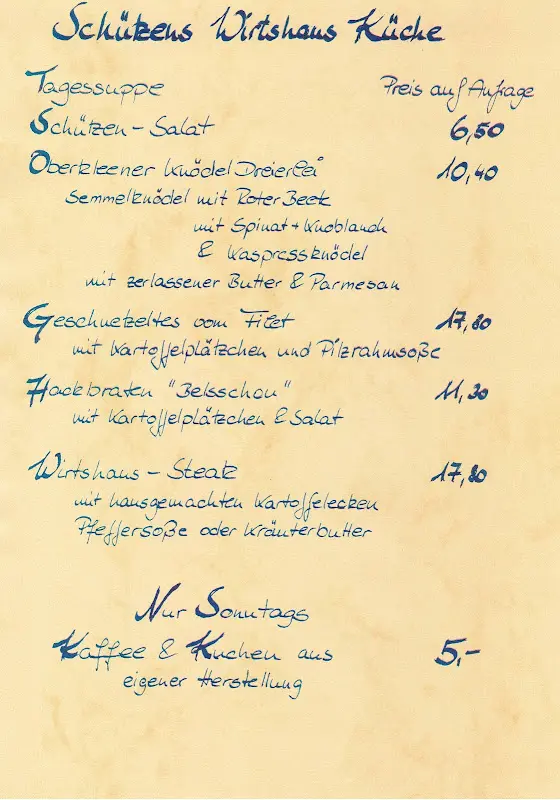 Schützens Wirtshaus Küche
Tagessuppe Preis auf Anfrage
Schützen - Salat 6,50
Oberkleener Knödel Dreierlei 10,40
Semmelknödel mit Roter Beek
mit Spinat + Knoblauch
& Kaspressknödel
mit zerlassener Butter & Parmesan
Geschnetzeltes vom Filet 17,80
mit Kartoffelplätzchen und Pilzrahmsoße
Hackbraten "Belsschou" 11,30
mit Kartoffelplätzchen & Salat
Wirtshaus - Steak 17,80
mit hausgemachten Kartoffelecken
Pfeffersoße oder Kräuterbutter
Nur Sonntags
Kaffee & Kuchen aus 5,-
eigener Herstellung